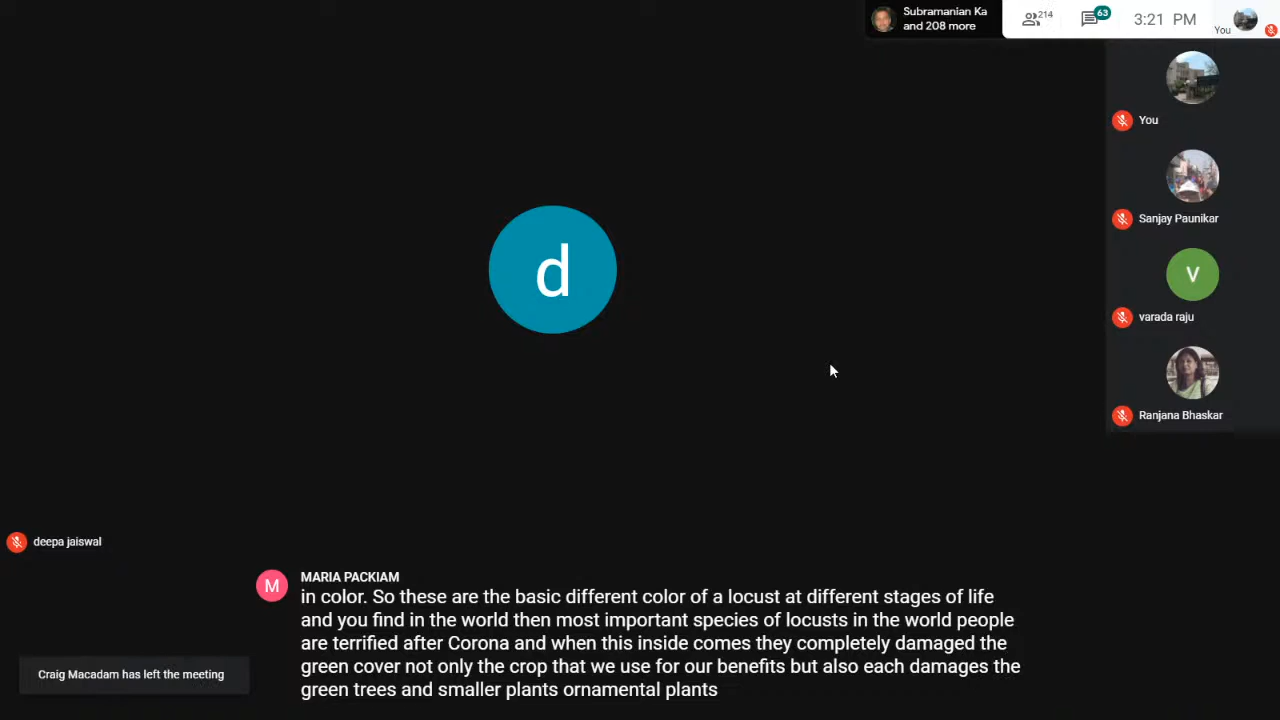 Subramanian Ka
and 208 more
214
63
3:21 PM
You
You
Sanjay Paunikar
V
varada raju
Ranjana Bhaskar
d
deepa jaiswal
M
MARIA PACKIAM
in color. So these are the basic different color of a locust at different stages of life
and you find in the world then most important species of locusts in the world people
are terrified after Corona and when this inside comes they completely damaged the
green cover not only the crop that we use for our benefits but also each damages the
green trees and smaller plants ornamental plants
Craig Macadam has left the meeting